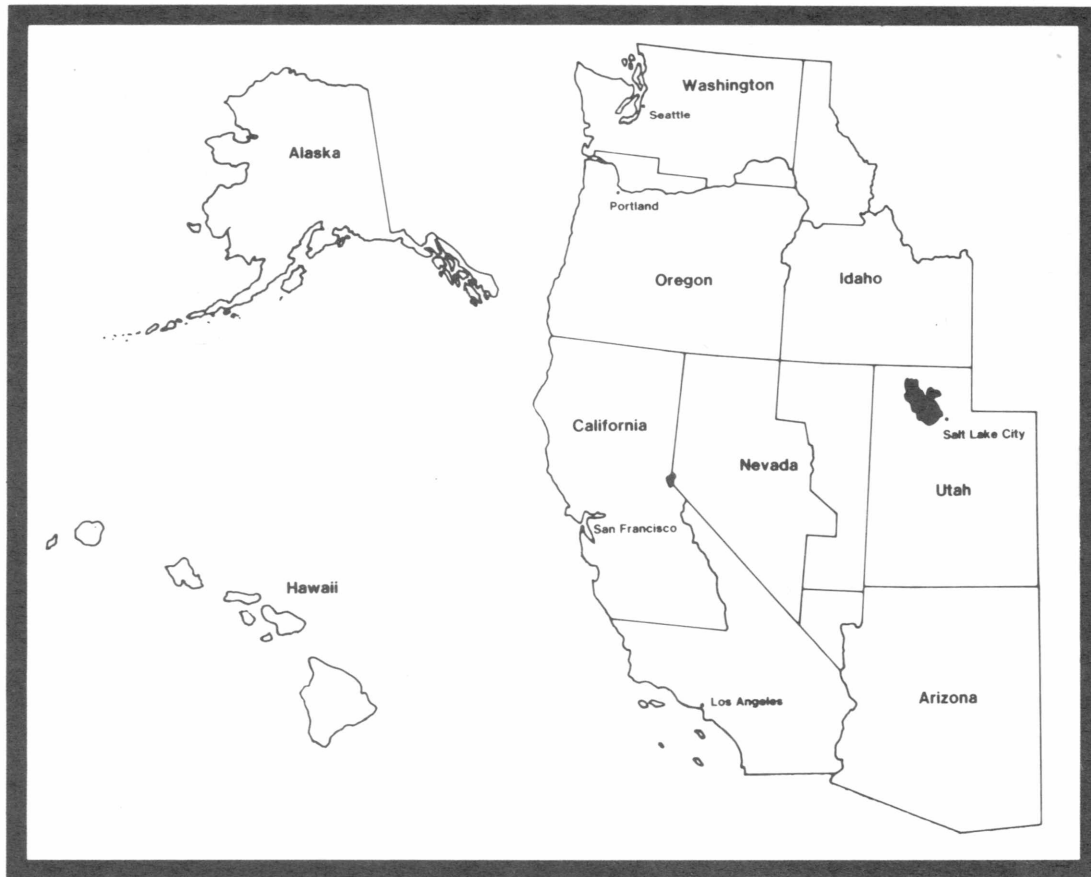 Washington
Seattle
Alaska
Portland
Oregon
Idaho
California
Salt Lake City
Nevada
Utah
San Francisco
Hawaii
Arizona
Los Angeles